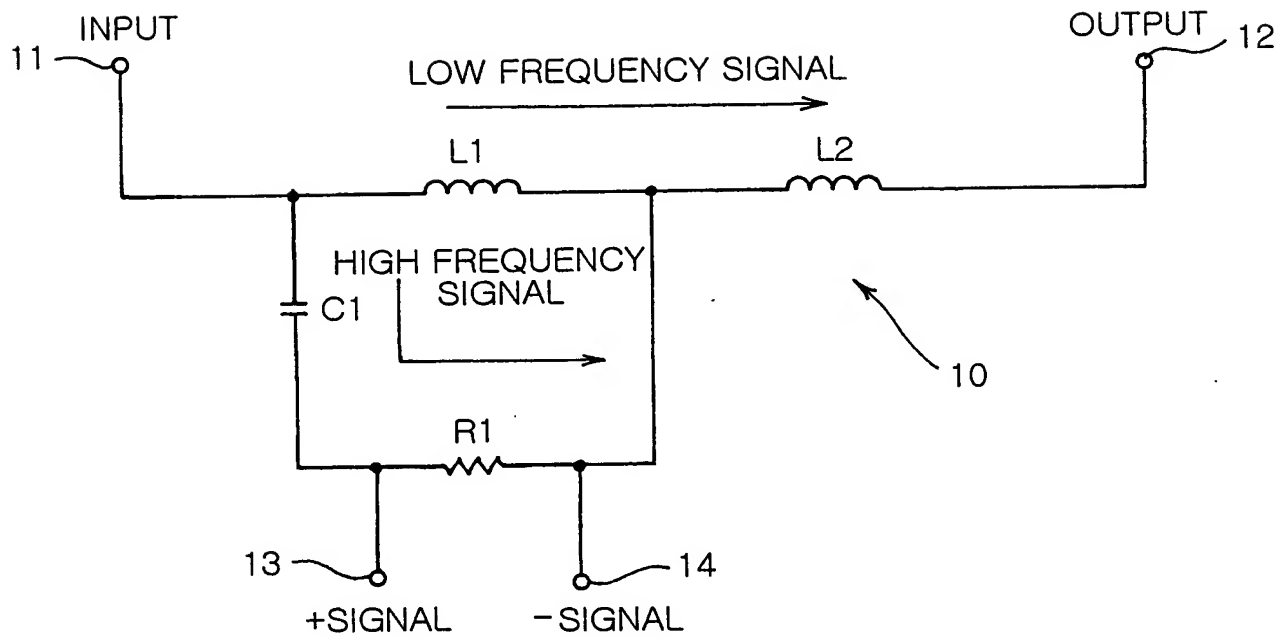 INPUT
11
OUTPUT
12
LOW FREQUENCY SIGNAL
L1
L2
HIGH FREQUENCY
SIGNAL
C1
10
R1
13
14
+SIGNAL
-SIGNAL